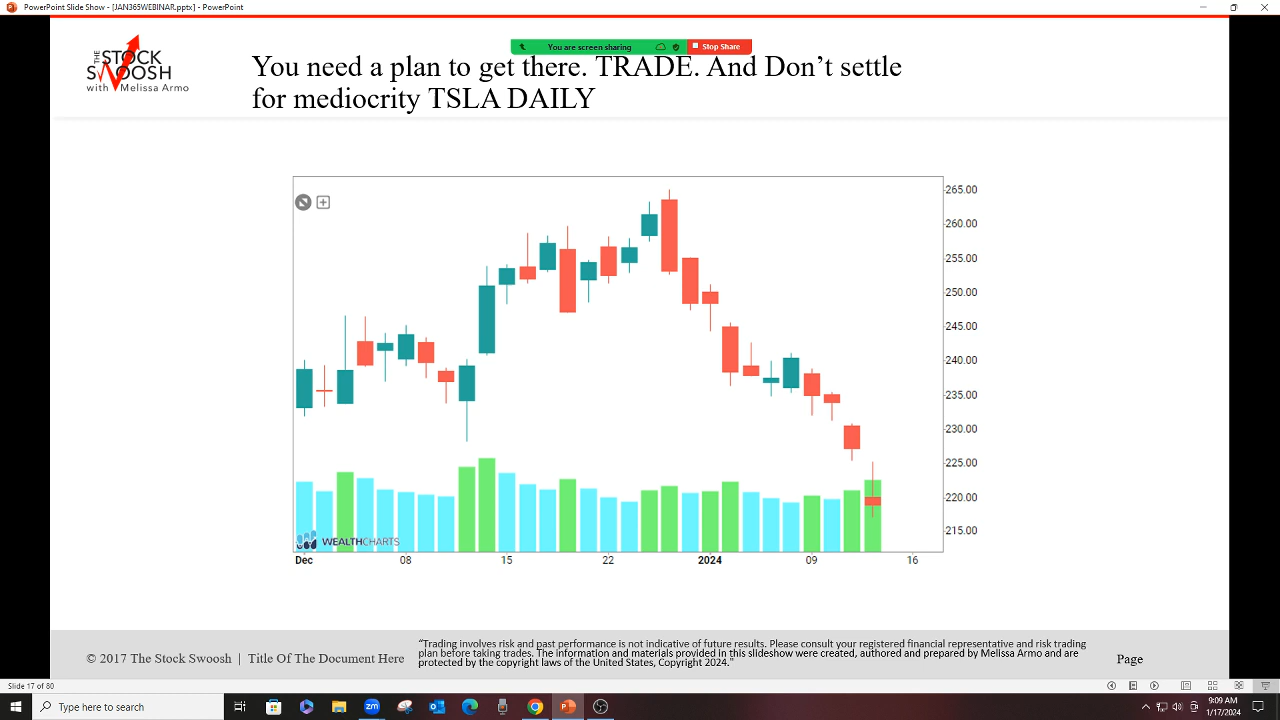 PowerPoint Slide Show - [JAN365WEBINAR.pptx] - PowerPoint
You are screen sharing
Stop Share
THE STOCK
SWOOSH
with Melissa Armo
You need a plan to get there. TRADE. And Don’t settle
for mediocrity TSLA DAILY
265.00
260.00
255.00
250.00
245.00
240.00
235.00
230.00
225.00
220.00
215.00
WEALTHCHARTS
Dec 08 15 22 2024 09 16
© 2017 The Stock Swoosh | Title Of The Document Here
“Trading involves risk and past performance is not indicative of future results. Please consult your registered financial representative and risk trading
plan before taking trades. The information and materials provided in this slideshow were created, authored and prepared by Melissa Armo and are
protected by the copyright laws of the United States, Copyright 2024."
Page
Slide 17 of 80
Type here to search
9:09 AM
1/17/2024